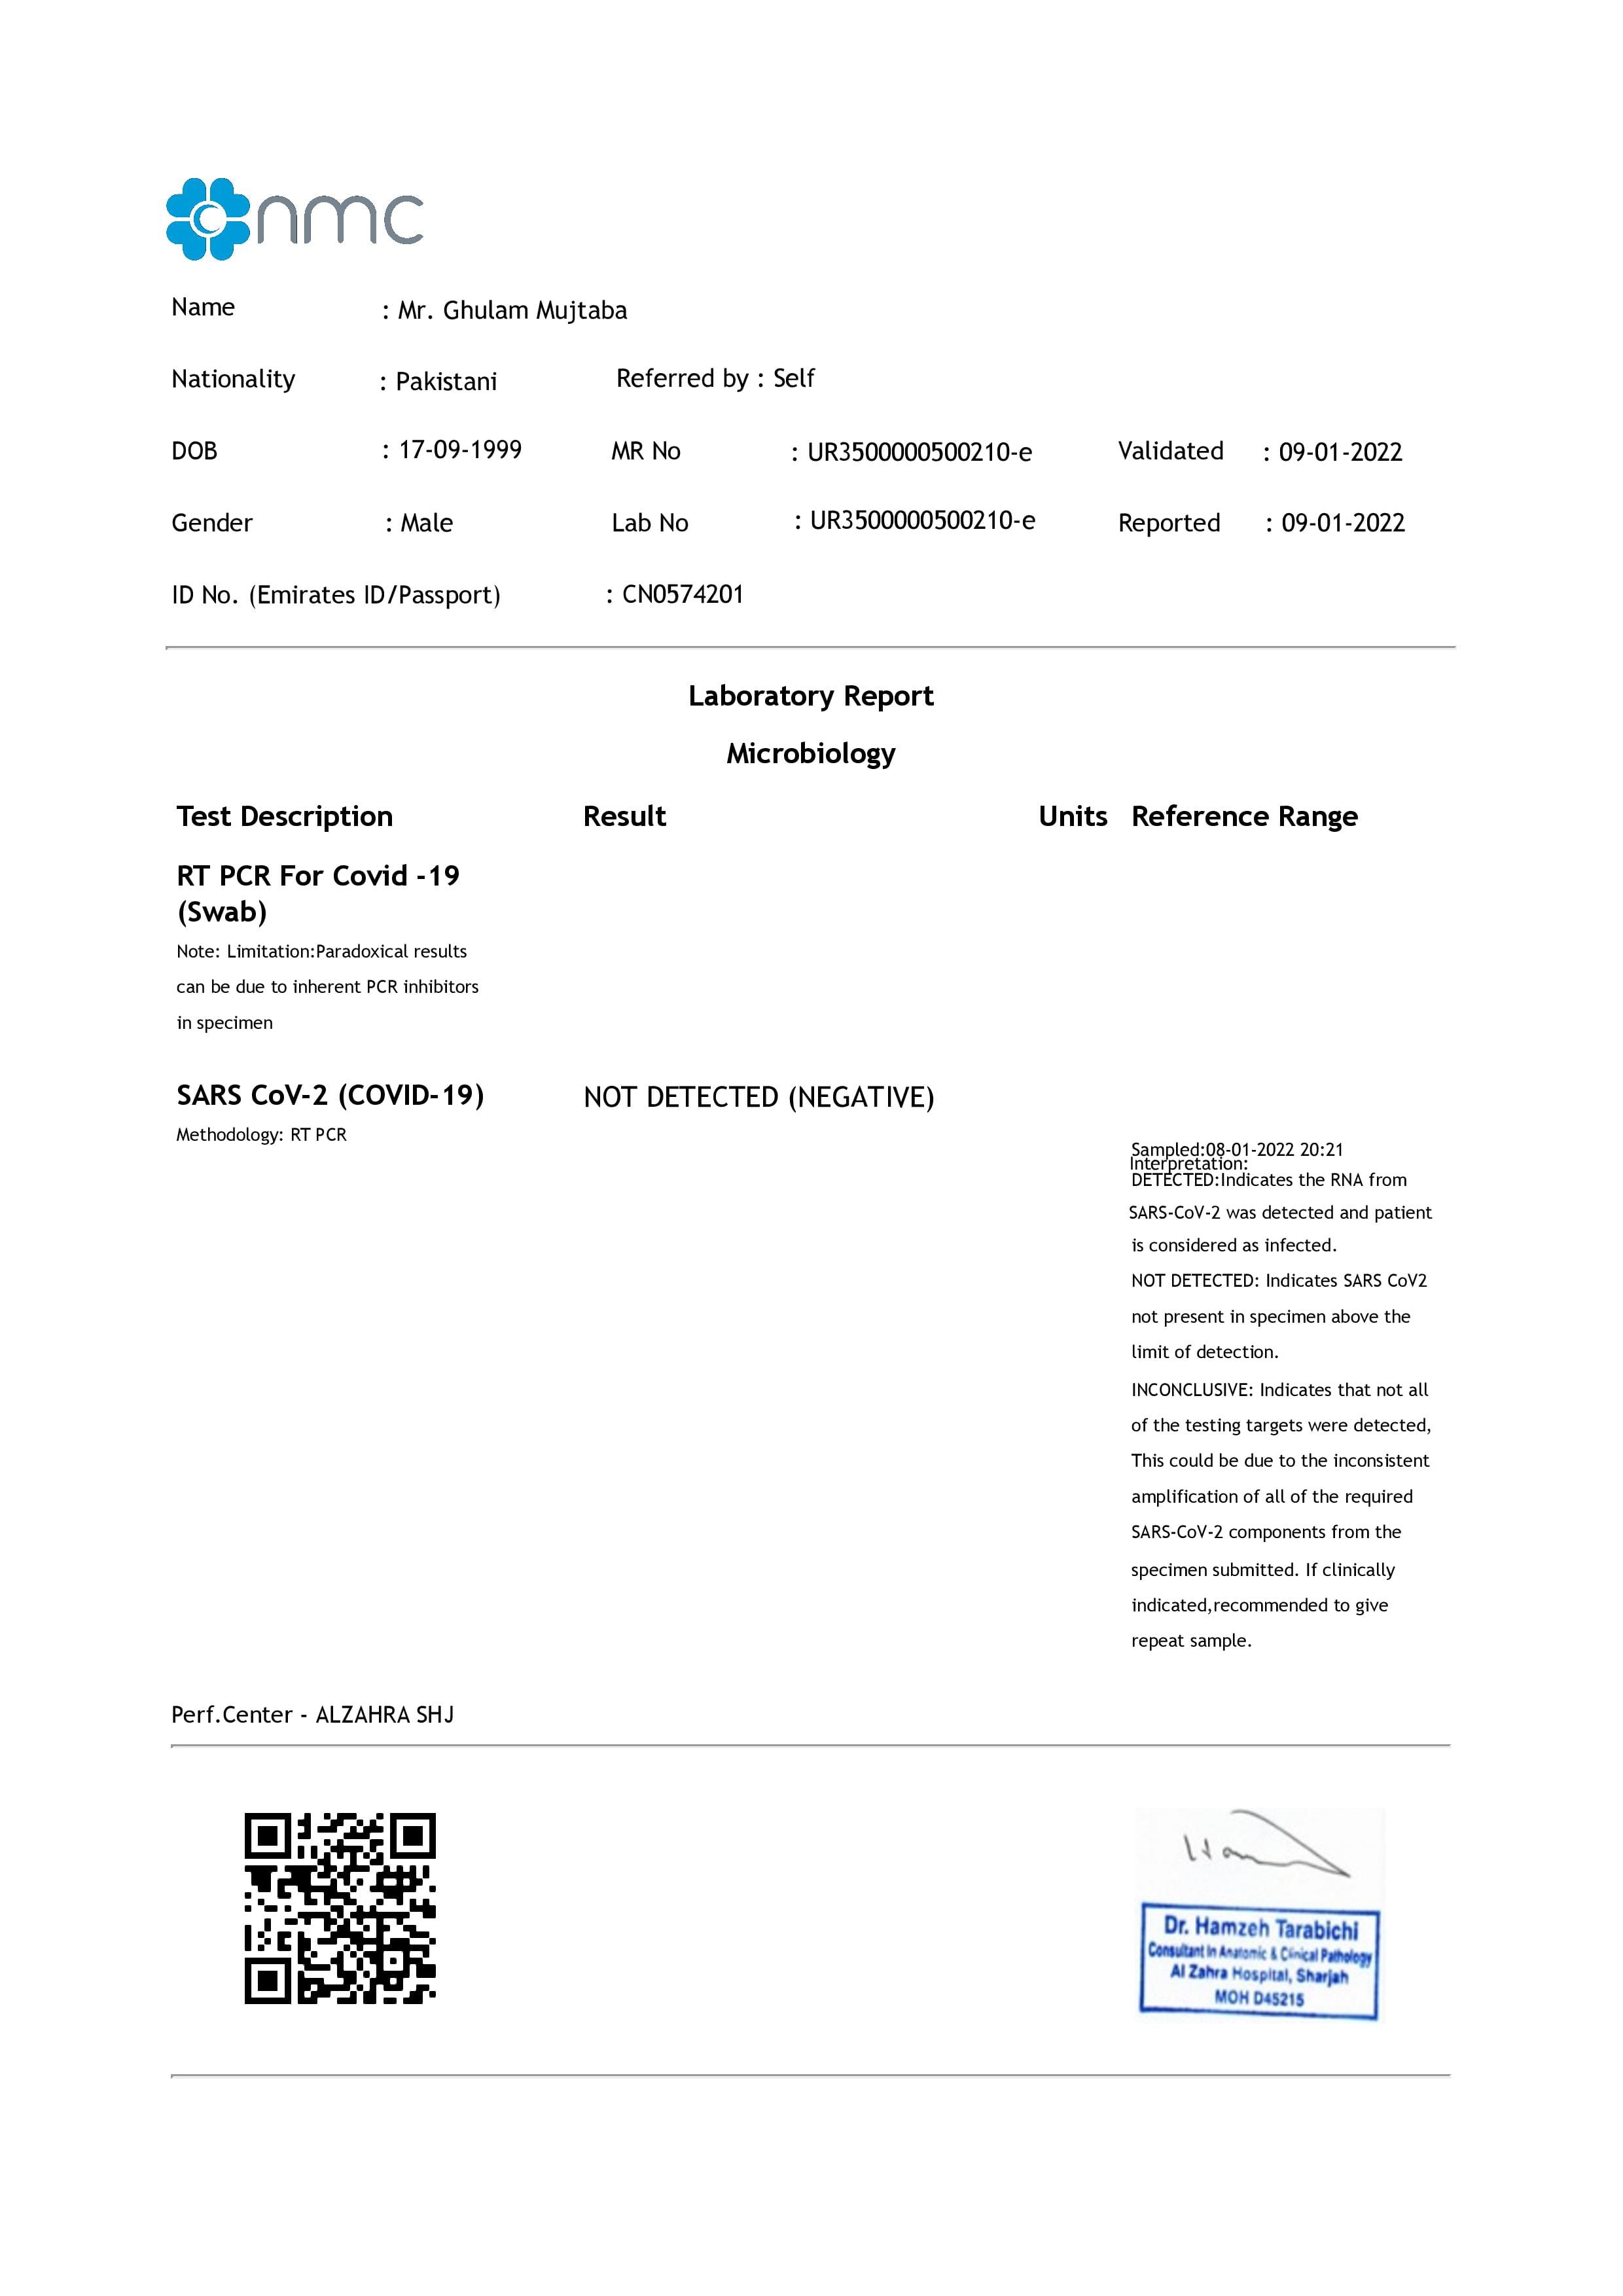 nmc
Name : Mr. Ghulam Mujtaba
Nationality : Pakistani Referred by : Self
DOB : 17-09-1999 MR No : UR3500000500210-e Validated : 09-01-2022
Gender : Male Lab No : UR3500000500210-e Reported : 09-01-2022
ID No. (Emirates ID/Passport) : CN0574201
Laboratory Report
Microbiology
Test Description Result Units Reference Range
RT PCR For Covid -19
(Swab)
Note: Limitation:Paradoxical results
can be due to inherent PCR inhibitors
in specimen
SARS CoV-2 (COVID-19) NOT DETECTED (NEGATIVE)
Methodology: RT PCR
Sampled:08-01-2022 20:21
Interpretation:
DETECTED:Indicates the RNA from
SARS-CoV-2 was detected and patient
is considered as infected.
NOT DETECTED: Indicates SARS CoV2
not present in specimen above the
limit of detection.
INCONCLUSIVE: Indicates that not all
of the testing targets were detected,
This could be due to the inconsistent
amplification of all of the required
SARS-CoV-2 components from the
specimen submitted. If clinically
indicated,recommended to give
repeat sample.
Perf.Center - ALZAHRA SHJ
Dr. Hamzeh Tarabichi
Consultant in Anatomic & Clinical Pathology
Al Zahra Hospital, Sharjah
MOH D45215